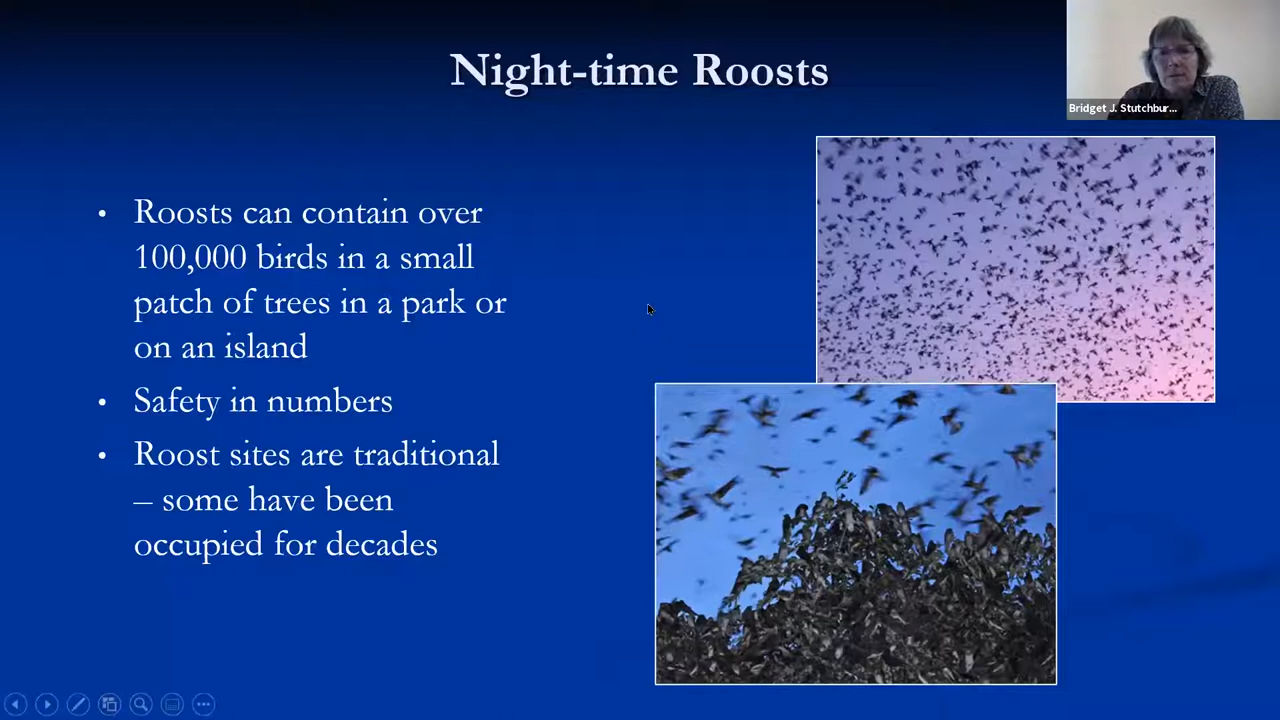 Night-time Roosts
Bridget J. Stutchbur...
• Roosts can contain over
100,000 birds in a small
patch of trees in a park or
on an island
• Safety in numbers
• Roost sites are traditional
– some have been
occupied for decades